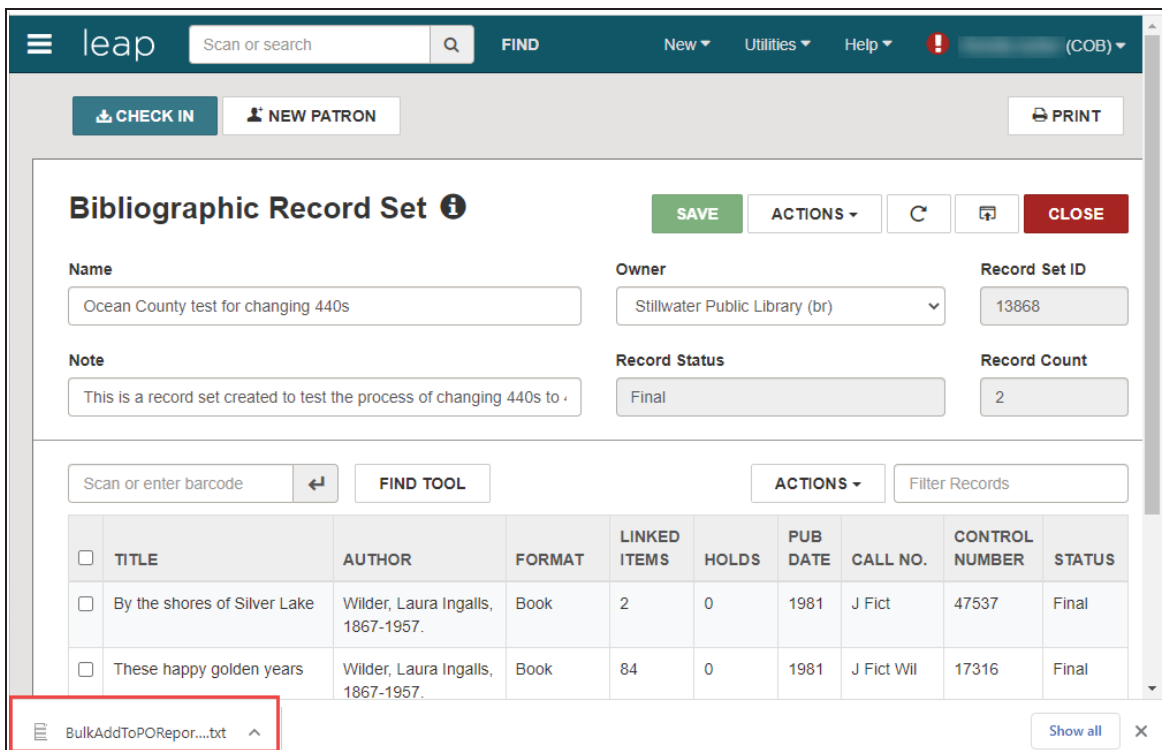 leap Scan or search FIND New Utilities Help (COB)
CHECK IN NEW PATRON PRINT
Bibliographic Record Set SAVE ACTIONS CLOSE
Name Owner Record Set ID
Ocean County test for changing 440s Stillwater Public Library (br) 13868
Note Record Status Record Count
This is a record set created to test the process of changing 440s to Final 2
Scan or enter barcode FIND TOOL ACTIONS Filter Records
TITLE AUTHOR FORMAT LINKED ITEMS HOLDS PUB DATE CALL NO. CONTROL NUMBER STATUS
By the shores of Silver Lake Wilder, Laura Ingalls, 1867-1957. Book 2 0 1981 J Fict 47537 Final
These happy golden years Wilder, Laura Ingalls, 1867-1957. Book 84 0 1981 J Fict Wil 17316 Final
BulkAddToPORepor....txt Show all